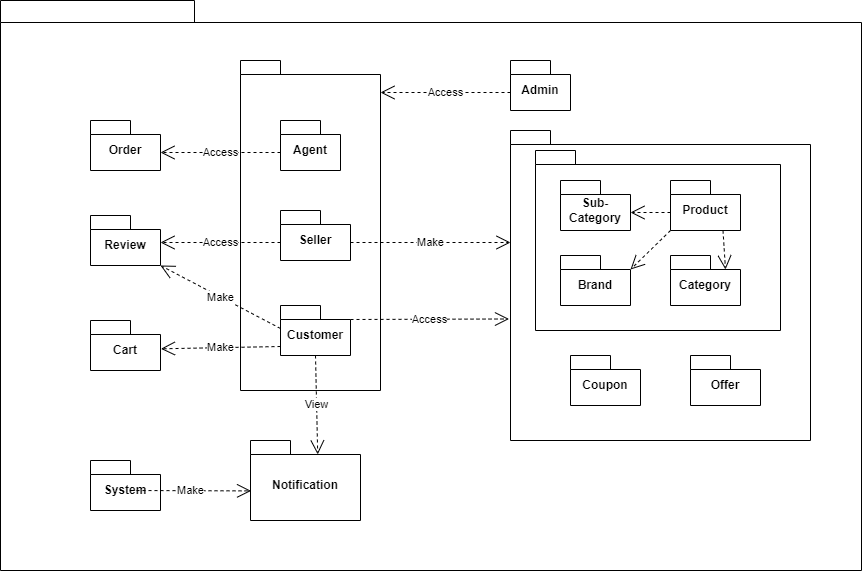 Admin
Access
Order
Access
Agent
Sub-
Category
Product
Review
Access
Seller
Make
Brand
Category
Make
Customer
Access
Cart
Make
Coupon
Offer
View
System
Make
Notification